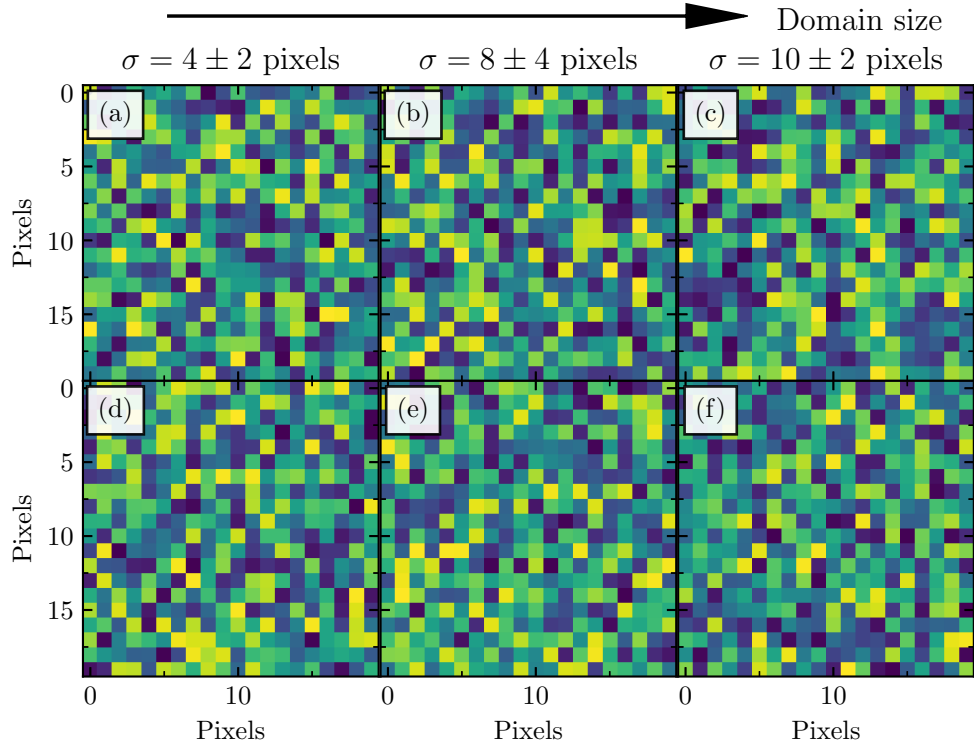 Domain size
σ = 4 ± 2 pixels σ = 8 ± 4 pixels σ = 10 ± 2 pixels
(a) (b) (c)
0
5
10
15
Pixels
(d) (e) (f)
0
5
10
15
Pixels
0 10 0 10 0 10
Pixels Pixels Pixels